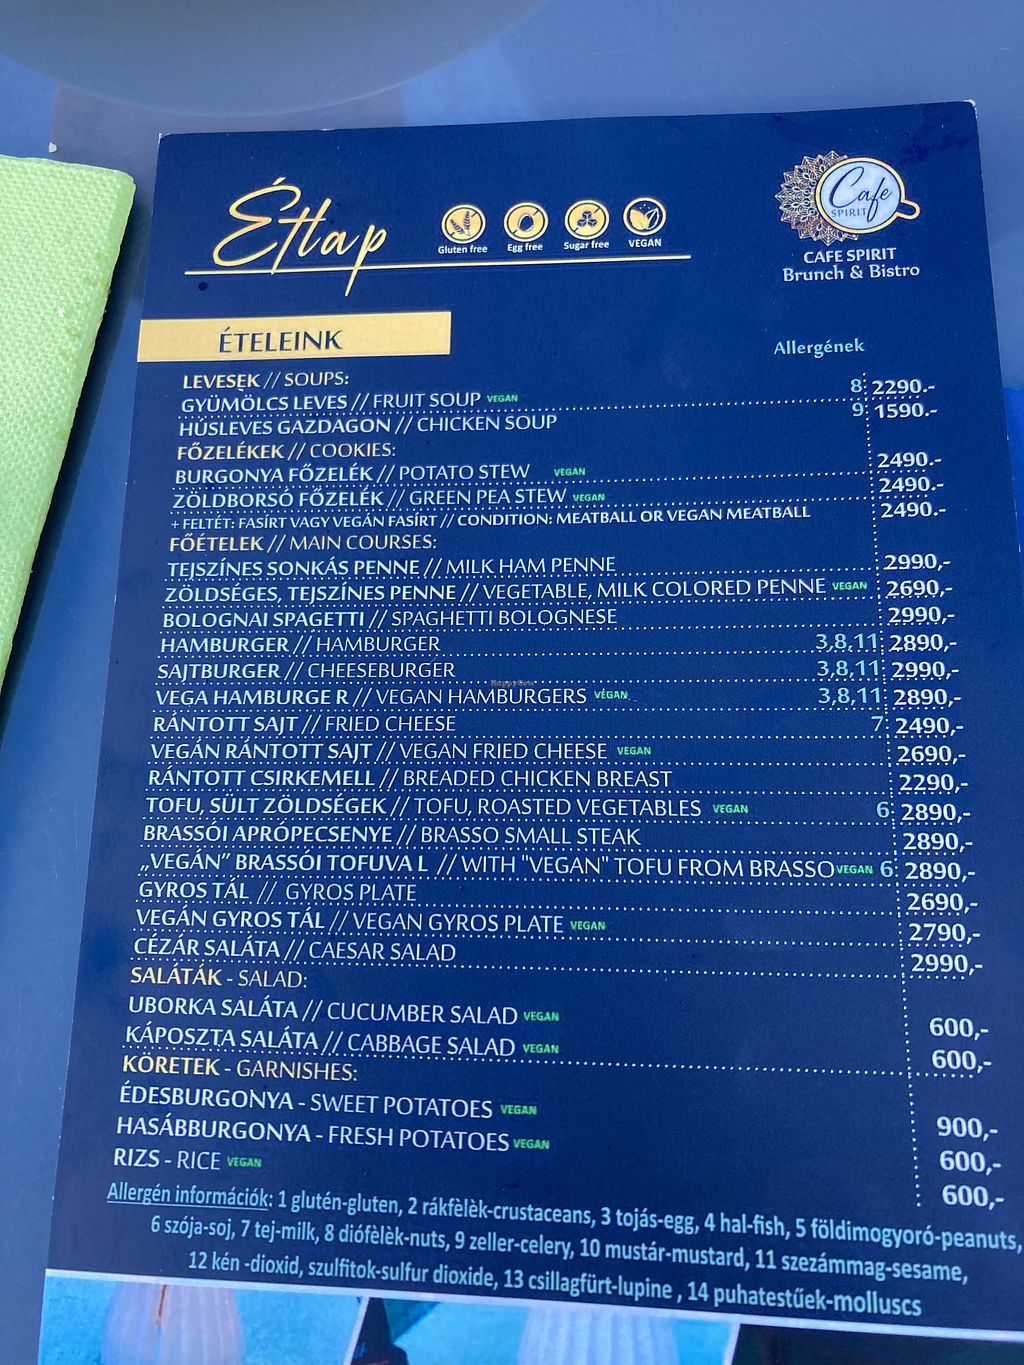 Étlap
Gluten free
Egg free
Sugar free
VEGAN
Cafe
SPIRIT
CAFE SPIRIT
Brunch & Bistro
ÉTELEINK
Allergének
LEVESEK // SOUPS:
GYÜMÖLCS LEVES // FRUIT SOUP VEGAN 8 2290.-
HÚSLEVES GAZDAGON // CHICKEN SOUP 9 1590.-
FŐZELÉKEK // COOKIES:
BURGONYA FŐZELÉK // POTATO STEW VEGAN 2490.-
ZÖLDBORSÓ FŐZELÉK // GREEN PEA STEW VEGAN 2490.-
+ FELTÉT: FASÍRT VAGY VEGÁN FASÍRT // CONDITION: MEATBALL OR VEGAN MEATBALL 2490.-
FŐÉTELEK // MAIN COURSES:
TEJSZÍNES SONKÁS PENNE // MILK HAM PENNE 2990,-
ZÖLDSÉGES, TEJSZÍNES PENNE // VEGETABLE, MILK COLORED PENNE VEGAN 2690,-
BOLOGNAI SPAGETTI // SPAGHETTI BOLOGNESE 2990,-
HAMBURGER // HAMBURGER 3,8,11 2890,-
SAJTBURGER // CHEESEBURGER 3,8,11 2990,-
VEGA HAMBURGE R // VEGAN HAMBURGERS VEGAN 3,8,11 2890,-
RÁNTOTT SAJT // FRIED CHEESE 7 2490,-
VEGÁN RÁNTOTT SAJT // VEGAN FRIED CHEESE VEGAN 2690,-
RÁNTOTT CSIRKEMELL // BREADED CHICKEN BREAST 2290,-
TOFU, SÜLT ZÖLDSÉGEK // TOFU, ROASTED VEGETABLES VEGAN 6 2890,-
BRASSÓI APRÓPECSENYE // BRASSO SMALL STEAK 2890,-
„VEGÁN” BRASSÓI TOFUVA L // WITH "VEGAN" TOFU FROM BRASSO VEGAN 6 2890,-
GYROS TÁL // GYROS PLATE 2690,-
VEGÁN GYROS TÁL // VEGAN GYROS PLATE VEGAN 2790,-
CÉZÁR SALÁTA // CAESAR SALAD 2990,-
SALÁTÁK - SALAD:
UBORKA SALÁTA // CUCUMBER SALAD VEGAN 600,-
KÁPOSZTA SALÁTA // CABBAGE SALAD VEGAN 600,-
KÖRETEK - GARNISHES:
ÉDESBURGONYA - SWEET POTATOES VEGAN 900,-
HASÁBBURGONYA - FRESH POTATOES VEGAN 600,-
RIZS - RICE VEGAN 600,-
Allergén információk: 1 glutén-gluten, 2 rákfèlèk-crustaceans, 3 tojás-egg, 4 hal-fish, 5 földimogyoró-peanuts,
6 szója-soj, 7 tej-milk, 8 diófèlèk-nuts, 9 zeller-celery, 10 mustár-mustard, 11 szezámmag-sesame,
12 kén -dioxid, szulfitok-sulfur dioxide, 13 csillagfürt-lupine , 14 puhatestűek-molluscs